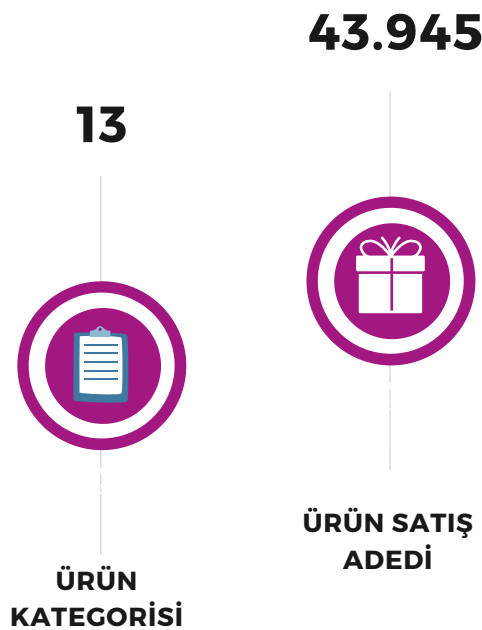 13
ÜRÜN
KATEGORİSİ
43.945
ÜRÜN SATIŞ
ADEDİ